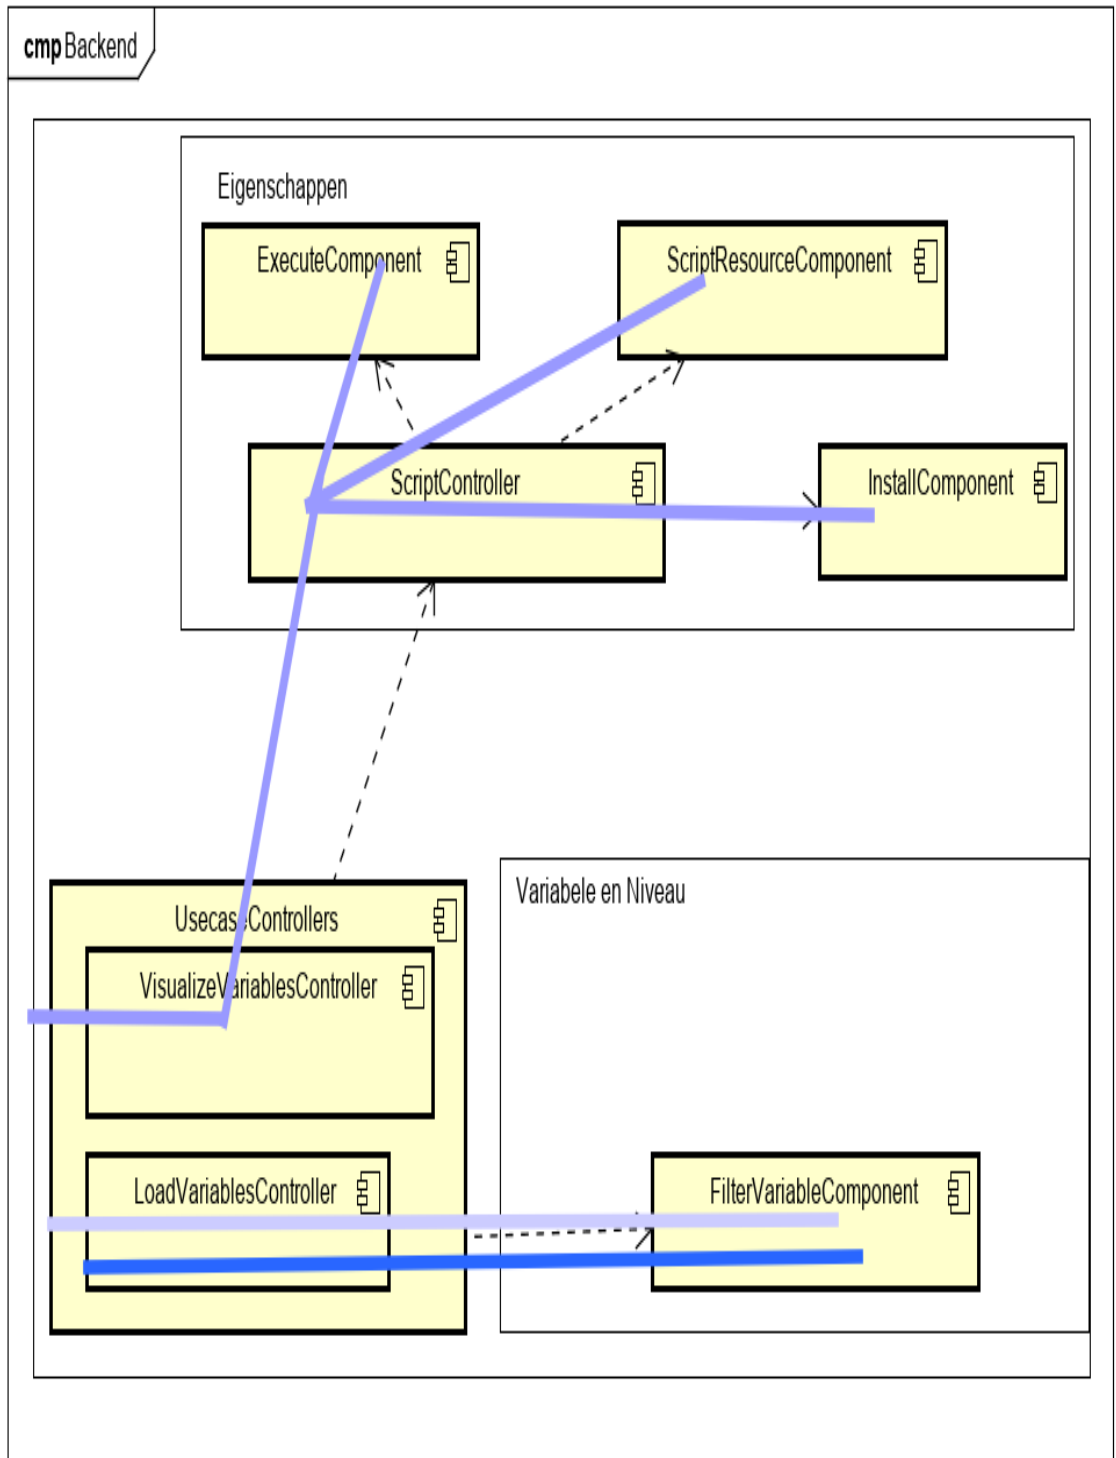 cmp Backend
Eigenschappen
ExecuteComponent
ScriptResourceComponent
ScriptController
InstallComponent
UsecaseControllers
Variabele en Niveau
VisualizeVariablesController
LoadVariablesController
FilterVariableComponent